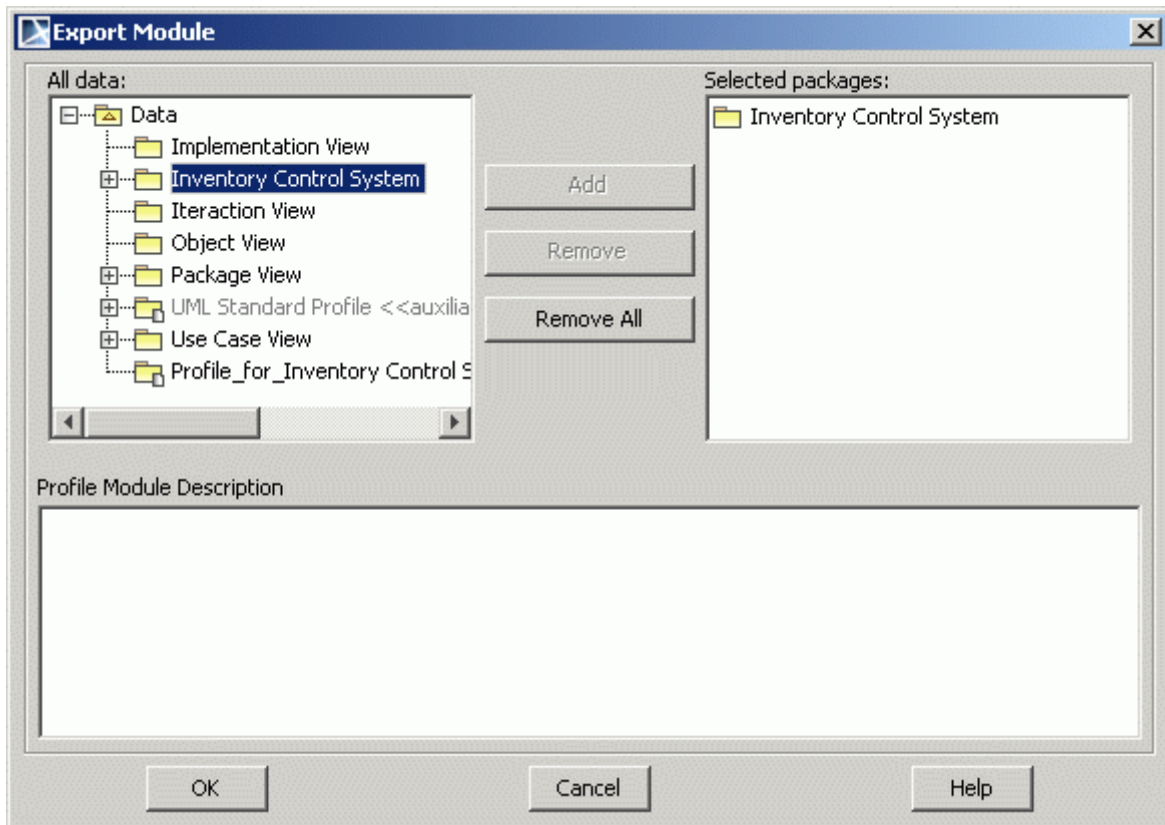 Export Module
All data:
Data
Implementation View
Inventory Control System
Iteraction View
Object View
Package View
UML Standard Profile <<auxilia
Use Case View
Profile_for_Inventory Control S
Add
Remove
Remove All
Selected packages:
Inventory Control System
Profile Module Description
OK
Cancel
Help